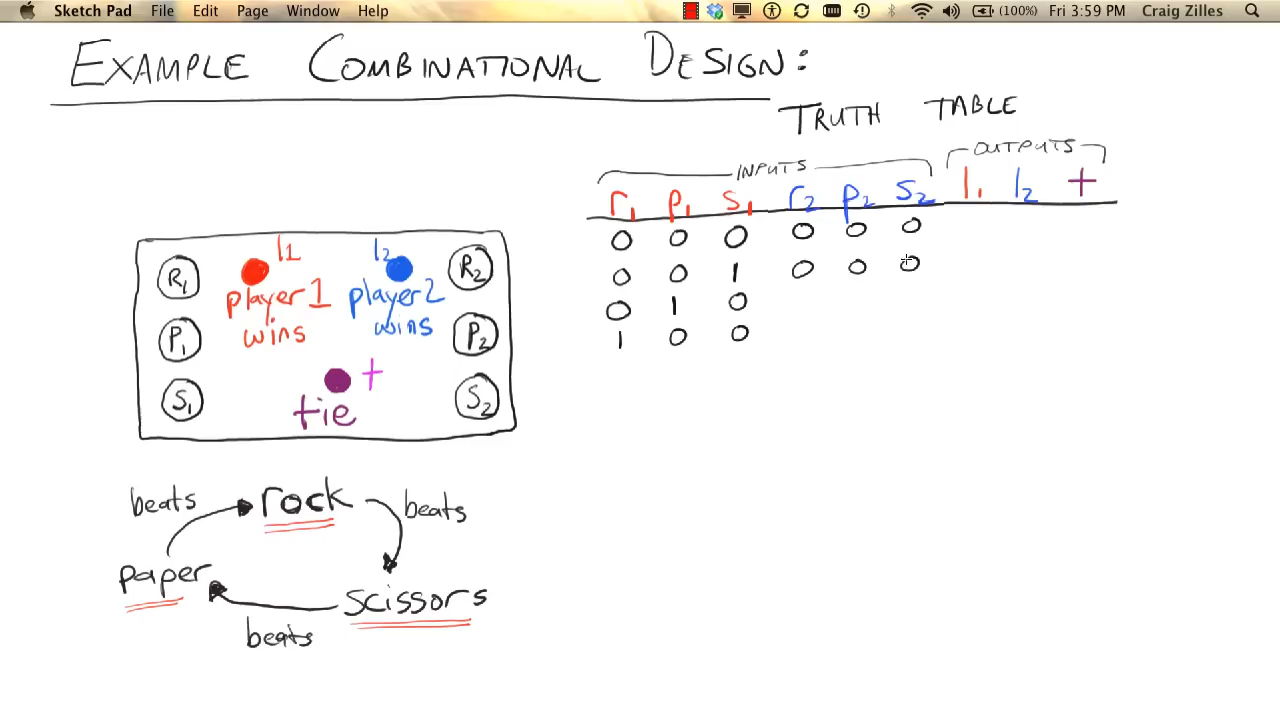 Sketch Pad File Edit Page Window Help (100%) Fri 3:59 PM Craig Zilles
EXAMPLE COMBINATIONAL DESIGN:
TRUTH TABLE
INPUTS OUTPUTS
r1 p1 s1 r2 p2 s2 l1 l2 t
0 0 0 0 0 0
0 0 1 0 0 0
0 1 0
1 0 0
l1 l2
R1 R2
player 1 player 2
wins wins
P1 P2
t
S1 S2
tie
beats rock beats
paper scissors
beats